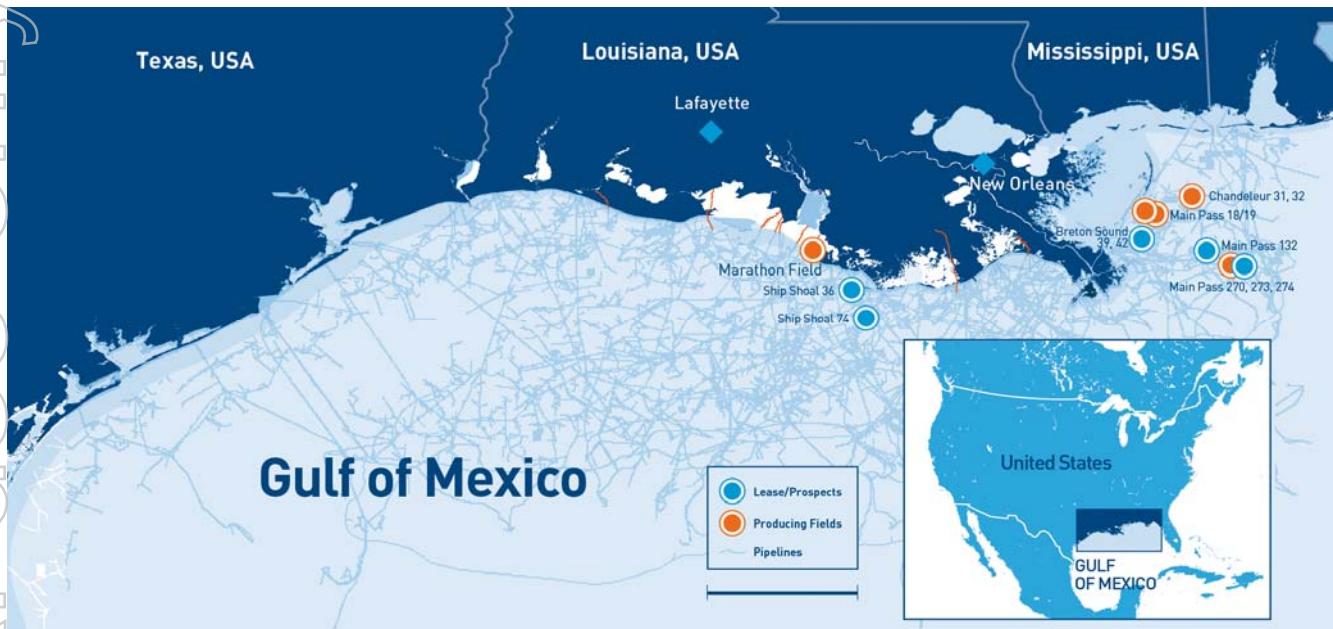 Texas, USA
Louisiana, USA
Mississippi, USA
Lafayette
New Orleans
Chandeleur 31, 32
Main Pass 18/19
Breton Sound
39, 42
Main Pass 132
Marathon Field
Main Pass 270, 273, 274
Ship Shoal 36
Ship Shoal 74
Gulf of Mexico
Lease/Prospects
Producing Fields
Pipelines
United States
GULF
OF MEXICO